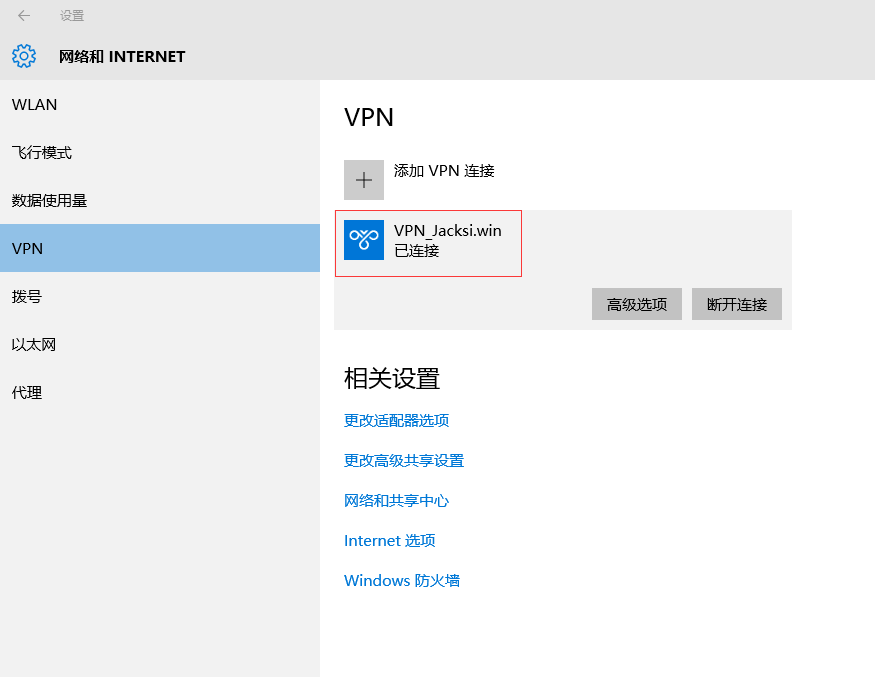 设置
网络和 INTERNET
WLAN
飞行模式
数据使用量
VPN
拨号
以太网
代理
VPN
添加 VPN 连接
VPN_Jacksi.win
已连接
高级选项
断开连接
相关设置
更改适配器选项
更改高级共享设置
网络和共享中心
Internet 选项
Windows 防火墙